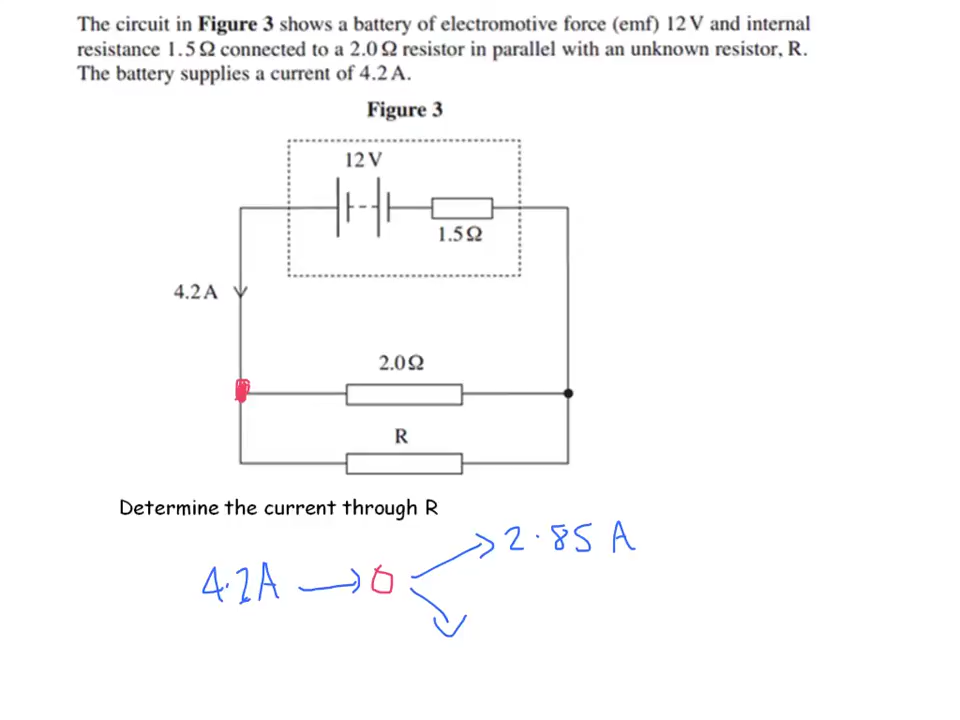 The circuit in Figure 3 shows a battery of electromotive force (emf) 12 V and internal
resistance 1.5 Ω connected to a 2.0 Ω resistor in parallel with an unknown resistor, R.
The battery supplies a current of 4.2 A.
Figure 3
12 V
1.5 Ω
4.2 A
2.0 Ω
R
Determine the current through R
2.85 A
4.2A